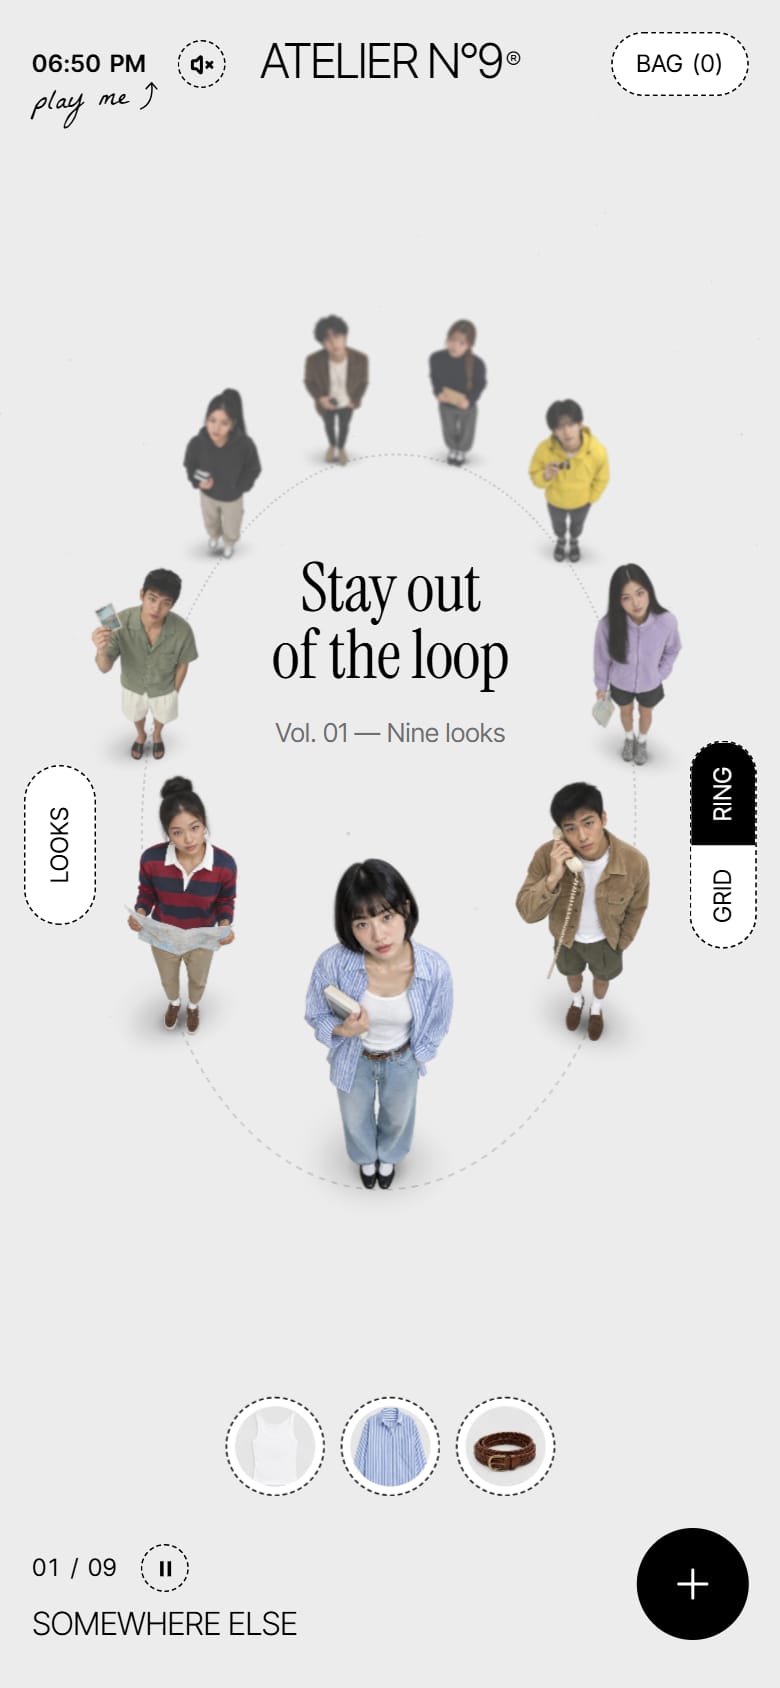 06:50 PM
play me
ATELIER Nº9®
BAG (0)
Stay out
of the loop
Vol. 01 — Nine looks
LOOKS
RING
GRID
01 / 09
SOMEWHERE ELSE